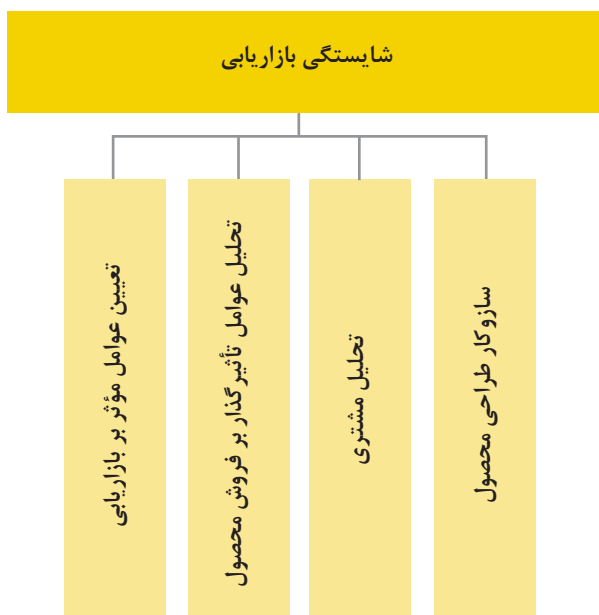 شایستگی بازاریابی
سازوکار طراحی محصول
تحلیل مشتری
تحلیل عوامل تأثیرگذار بر فروش محصول
تعیین عوامل مؤثر بر بازاریابی